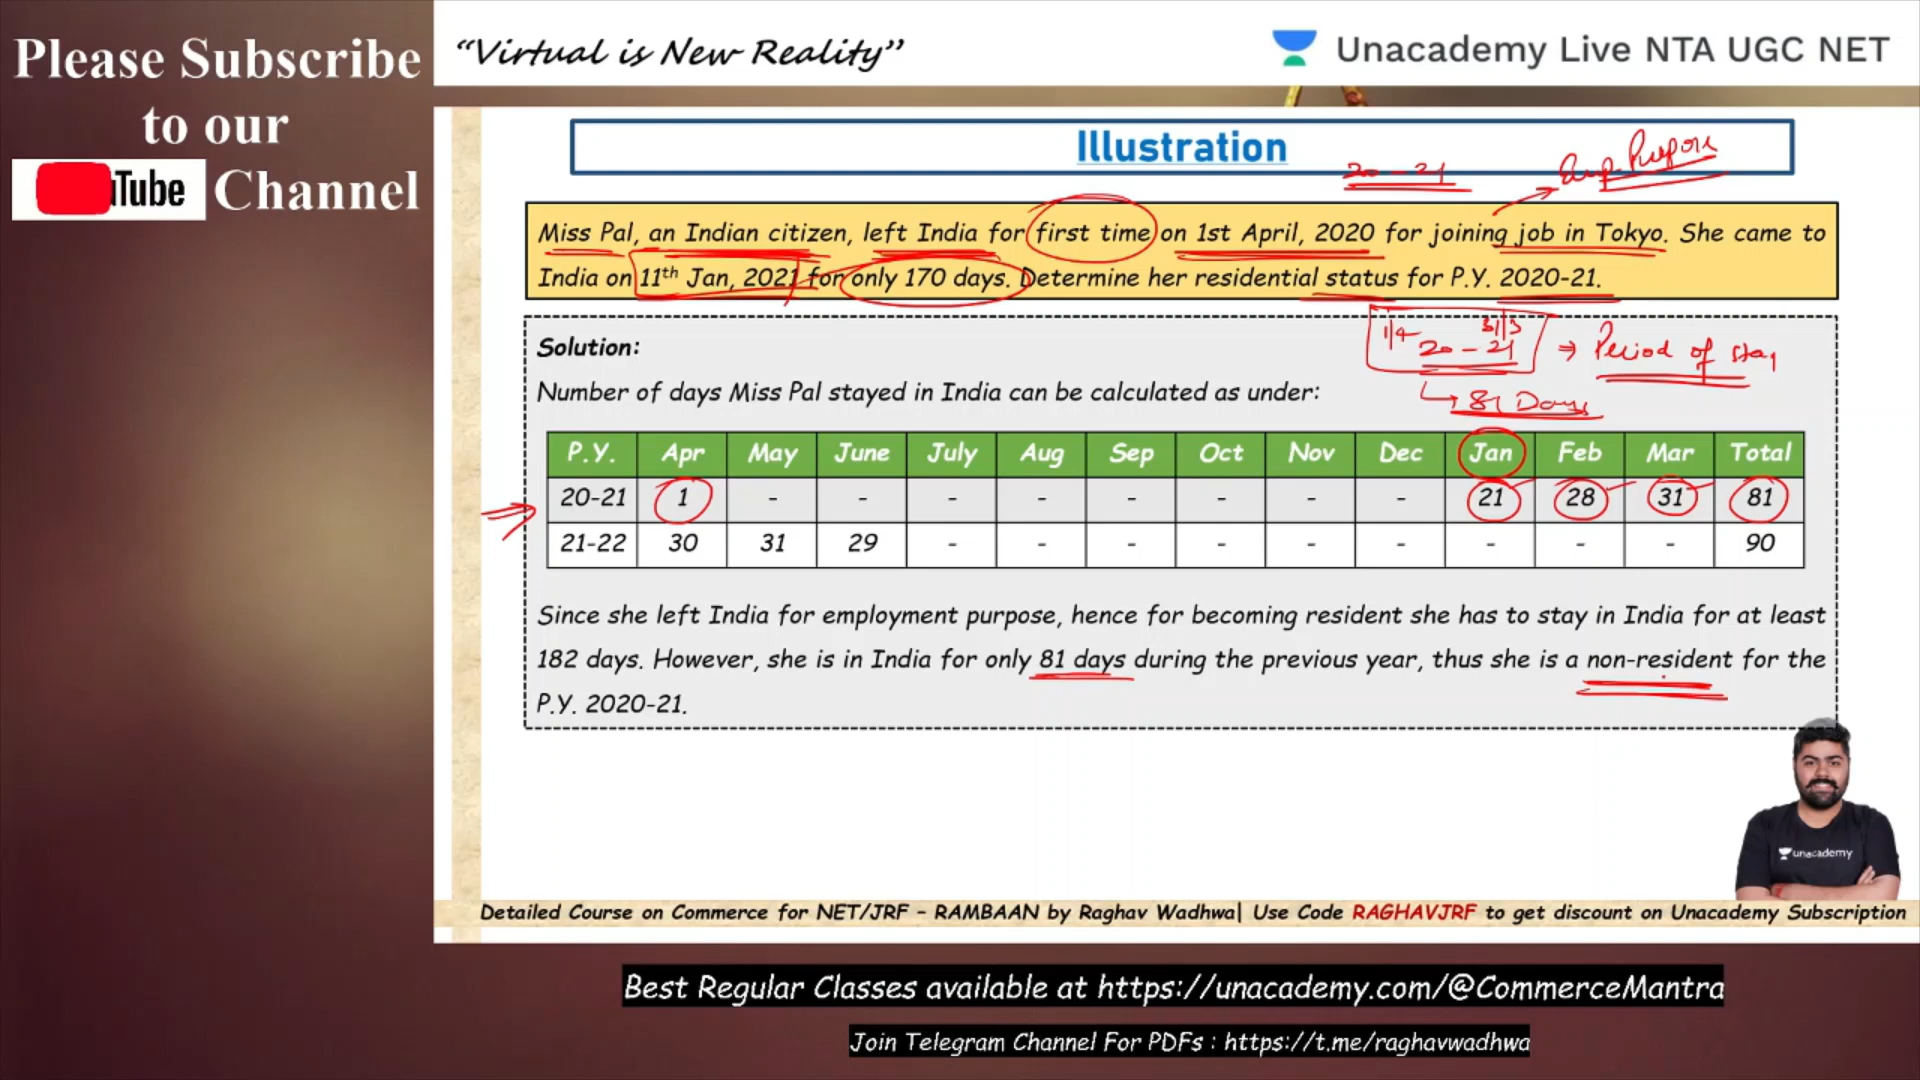 Please Subscribe
to our
Tube Channel
“Virtual is New Reality”
Unacademy Live NTA UGC NET
Illustration
20 - 21
Emp. Purpose
Miss Pal, an Indian citizen, left India for first time on 1st April, 2020 for joining job in Tokyo. She came to
India on 11th Jan, 2021 for only 170 days. Determine her residential status for P.Y. 2020-21.
1/4 31/3
20 - 21 ⇒ Period of stay
81 Days
Solution:
Number of days Miss Pal stayed in India can be calculated as under:
P.Y. Apr May June July Aug Sep Oct Nov Dec Jan Feb Mar Total
20-21 1 - - - - - - - - 21 28 31 81
21-22 30 31 29 - - - - - - - - - 90
Since she left India for employment purpose, hence for becoming resident she has to stay in India for at least
182 days. However, she is in India for only 81 days during the previous year, thus she is a non-resident for the
P.Y. 2020-21.
unacademy
Detailed Course on Commerce for NET/JRF – RAMBAAN by Raghav Wadhwa| Use Code RAGHAVJRF to get discount on Unacademy Subscription
Best Regular Classes available at https://unacademy.com/@CommerceMantra
Join Telegram Channel For PDFs : https://t.me/raghavwadhwa